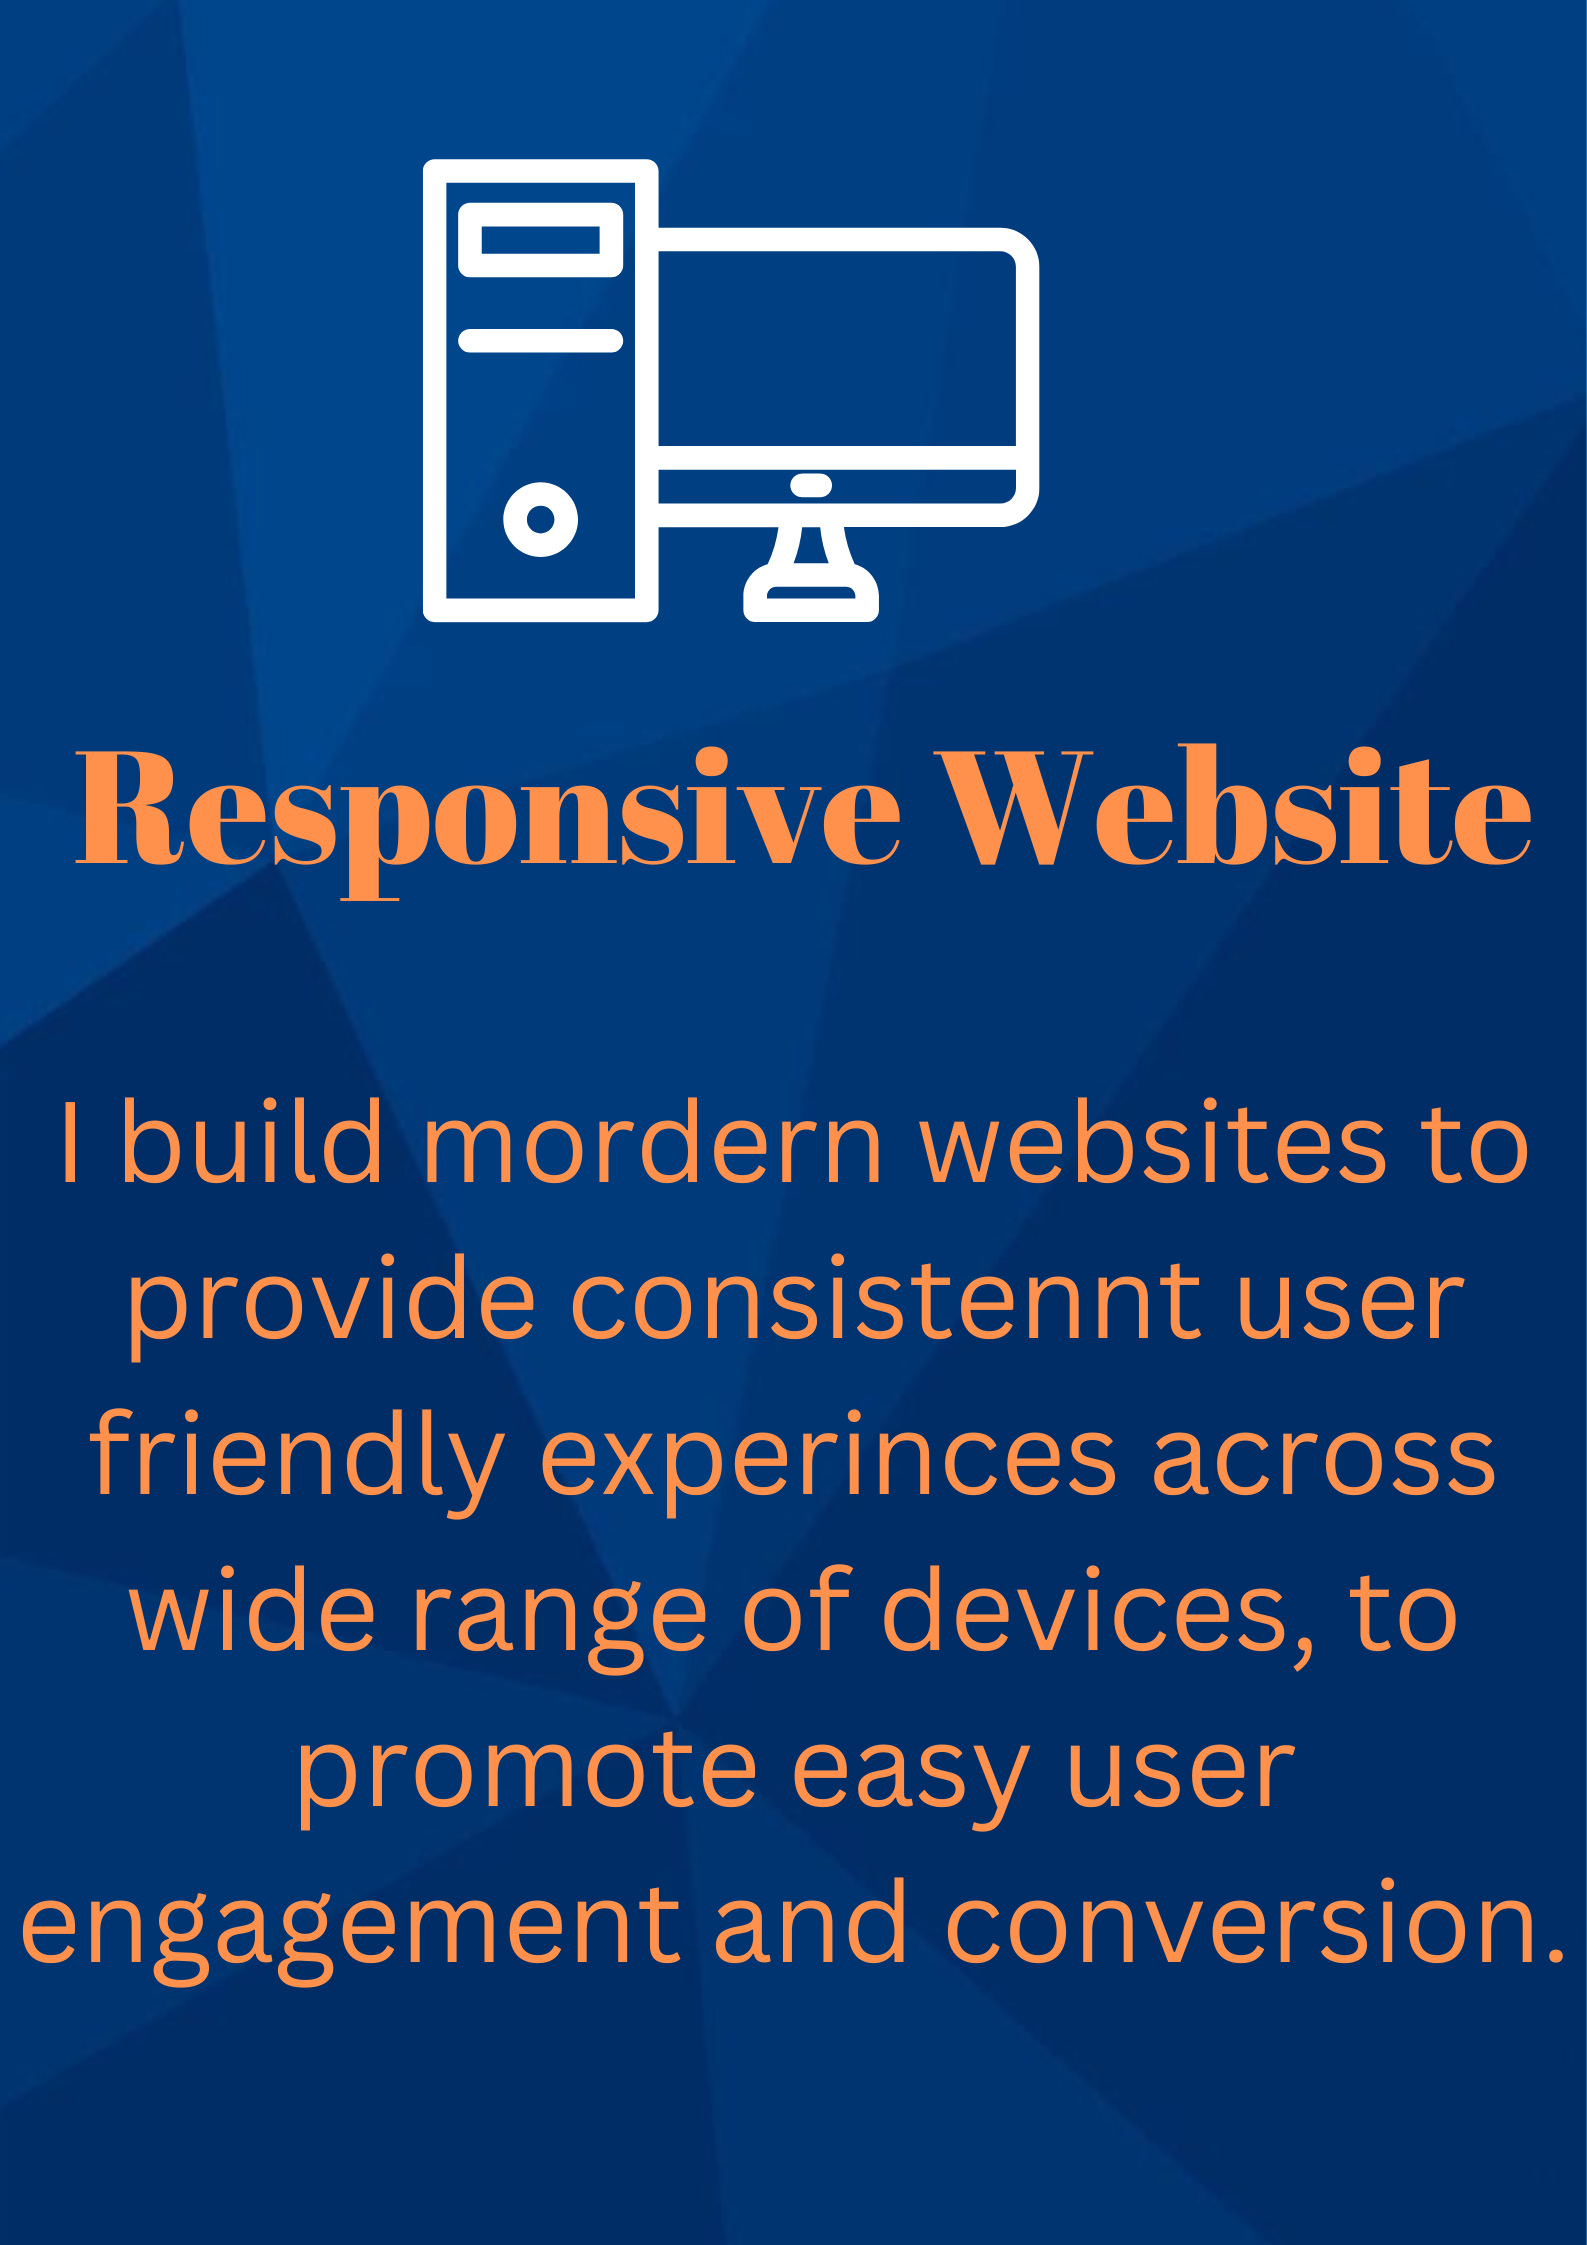 Responsive Website
I build mordern websites to
provide consistennt user
friendly experinces across
wide range of devices, to
promote easy user
engagement and conversion.